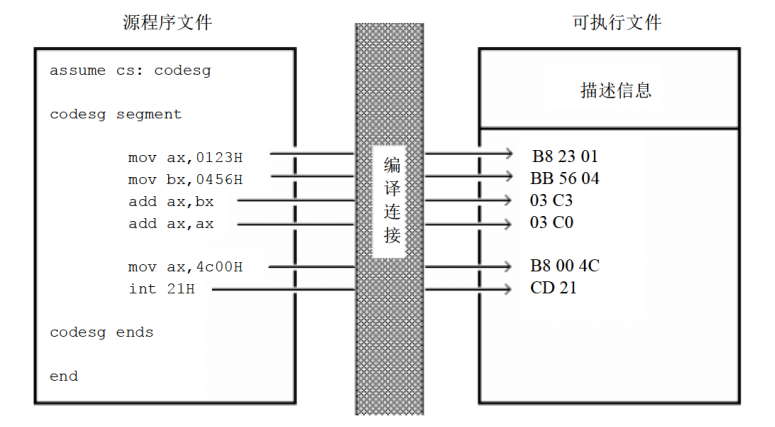 源程序文件
可执行文件
assume cs: codesg
codesg segment
mov ax,0123H
mov bx,0456H
add ax,bx
add ax,ax
mov ax,4c00H
int 21H
codesg ends
end
编译连接
描述信息
B8 23 01
BB 56 04
03 C3
03 C0
B8 00 4C
CD 21